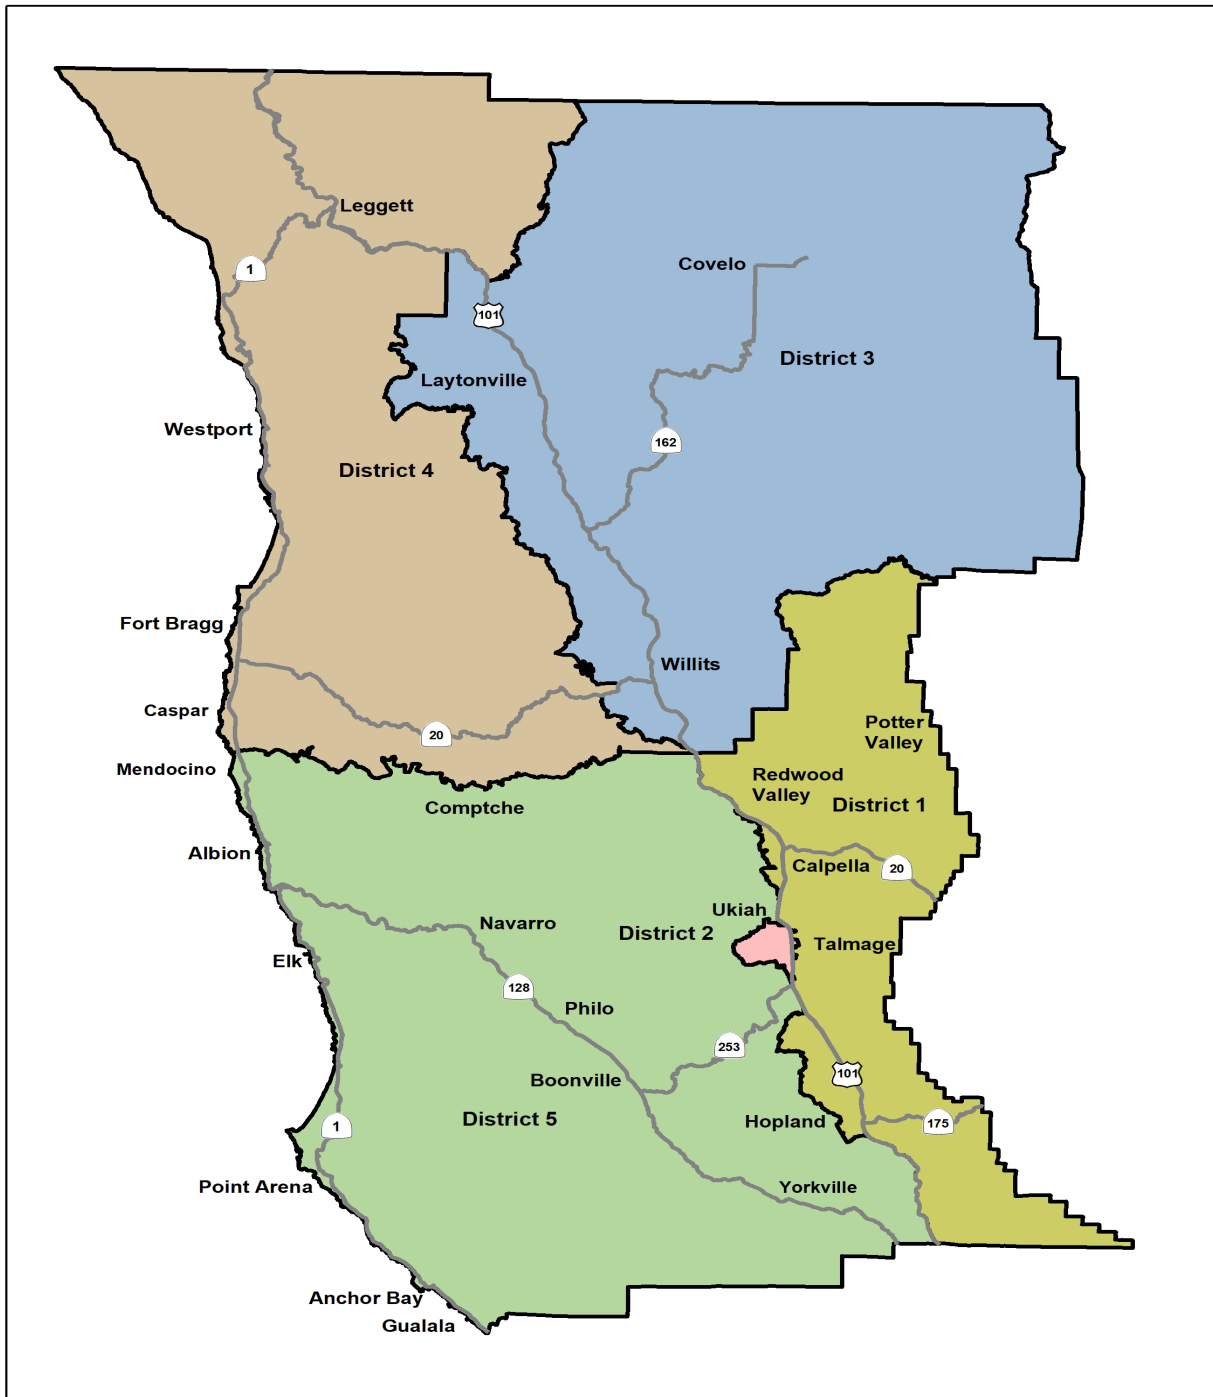 Leggett
1
Covelo
101
District 3
Laytonville
Westport
162
District 4
Fort Bragg
Willits
Caspar
20
Potter
Valley
Mendocino
Redwood
Valley
District 1
Comptche
Albion
Calpella
20
Ukiah
Navarro
District 2
Talmage
Elk
128
Philo
253
Boonville
101
District 5
Hopland
175
1
Point Arena
Yorkville
Anchor Bay
Gualala